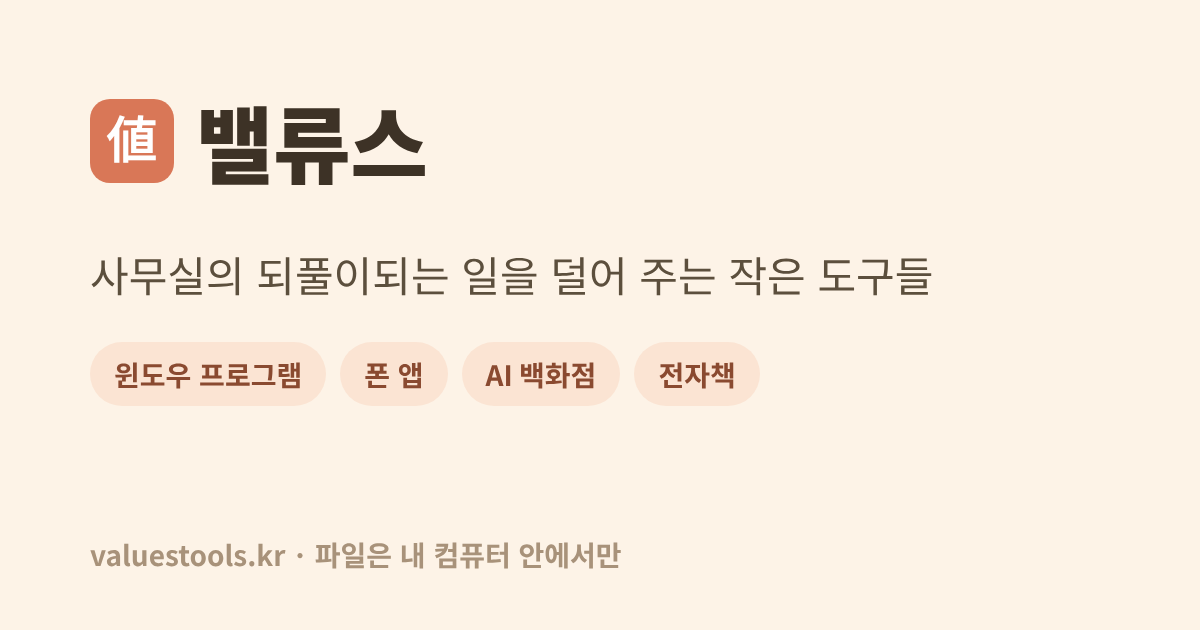 値 밸류스
사무실의 되풀이되는 일을 덜어 주는 작은 도구들
윈도우 프로그램 폰 앱 AI 백화점 전자책
valuestools.kr · 파일은 내 컴퓨터 안에서만